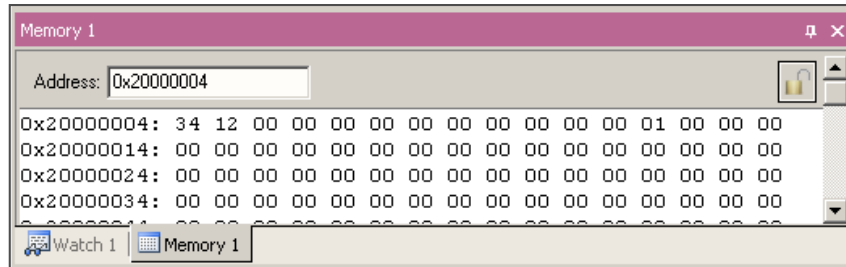 Memory 1
Address: 0x20000004
0x20000004: 34 12 00 00 00 00 00 00 00 00 00 00 01 00 00 00
0x20000014: 00 00 00 00 00 00 00 00 00 00 00 00 00 00 00 00
0x20000024: 00 00 00 00 00 00 00 00 00 00 00 00 00 00 00 00
0x20000034: 00 00 00 00 00 00 00 00 00 00 00 00 00 00 00 00
Watch 1 Memory 1